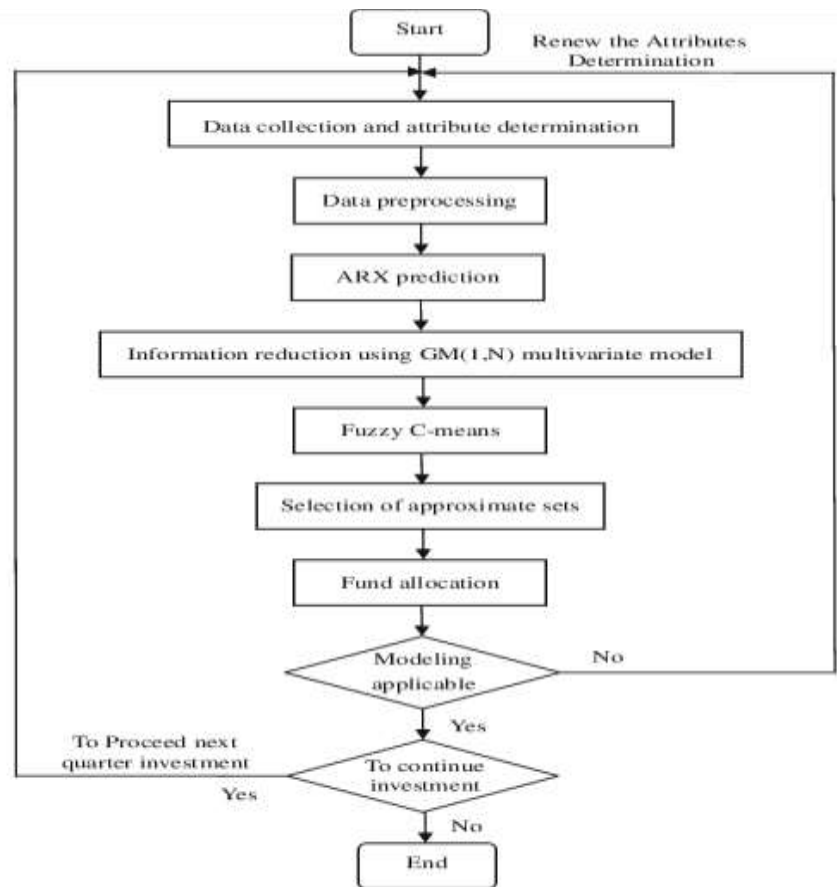 Start
Renew the Attributes
Determination
Data collection and attribute determination
Data preprocessing
ARX prediction
Information reduction using GM(1,N) multivariate model
Fuzzy C-means
Selection of approximate sets
Fund allocation
Modeling
applicable
No
Yes
To Proceed next
quarter investment
Yes
To continue
investment
No
End